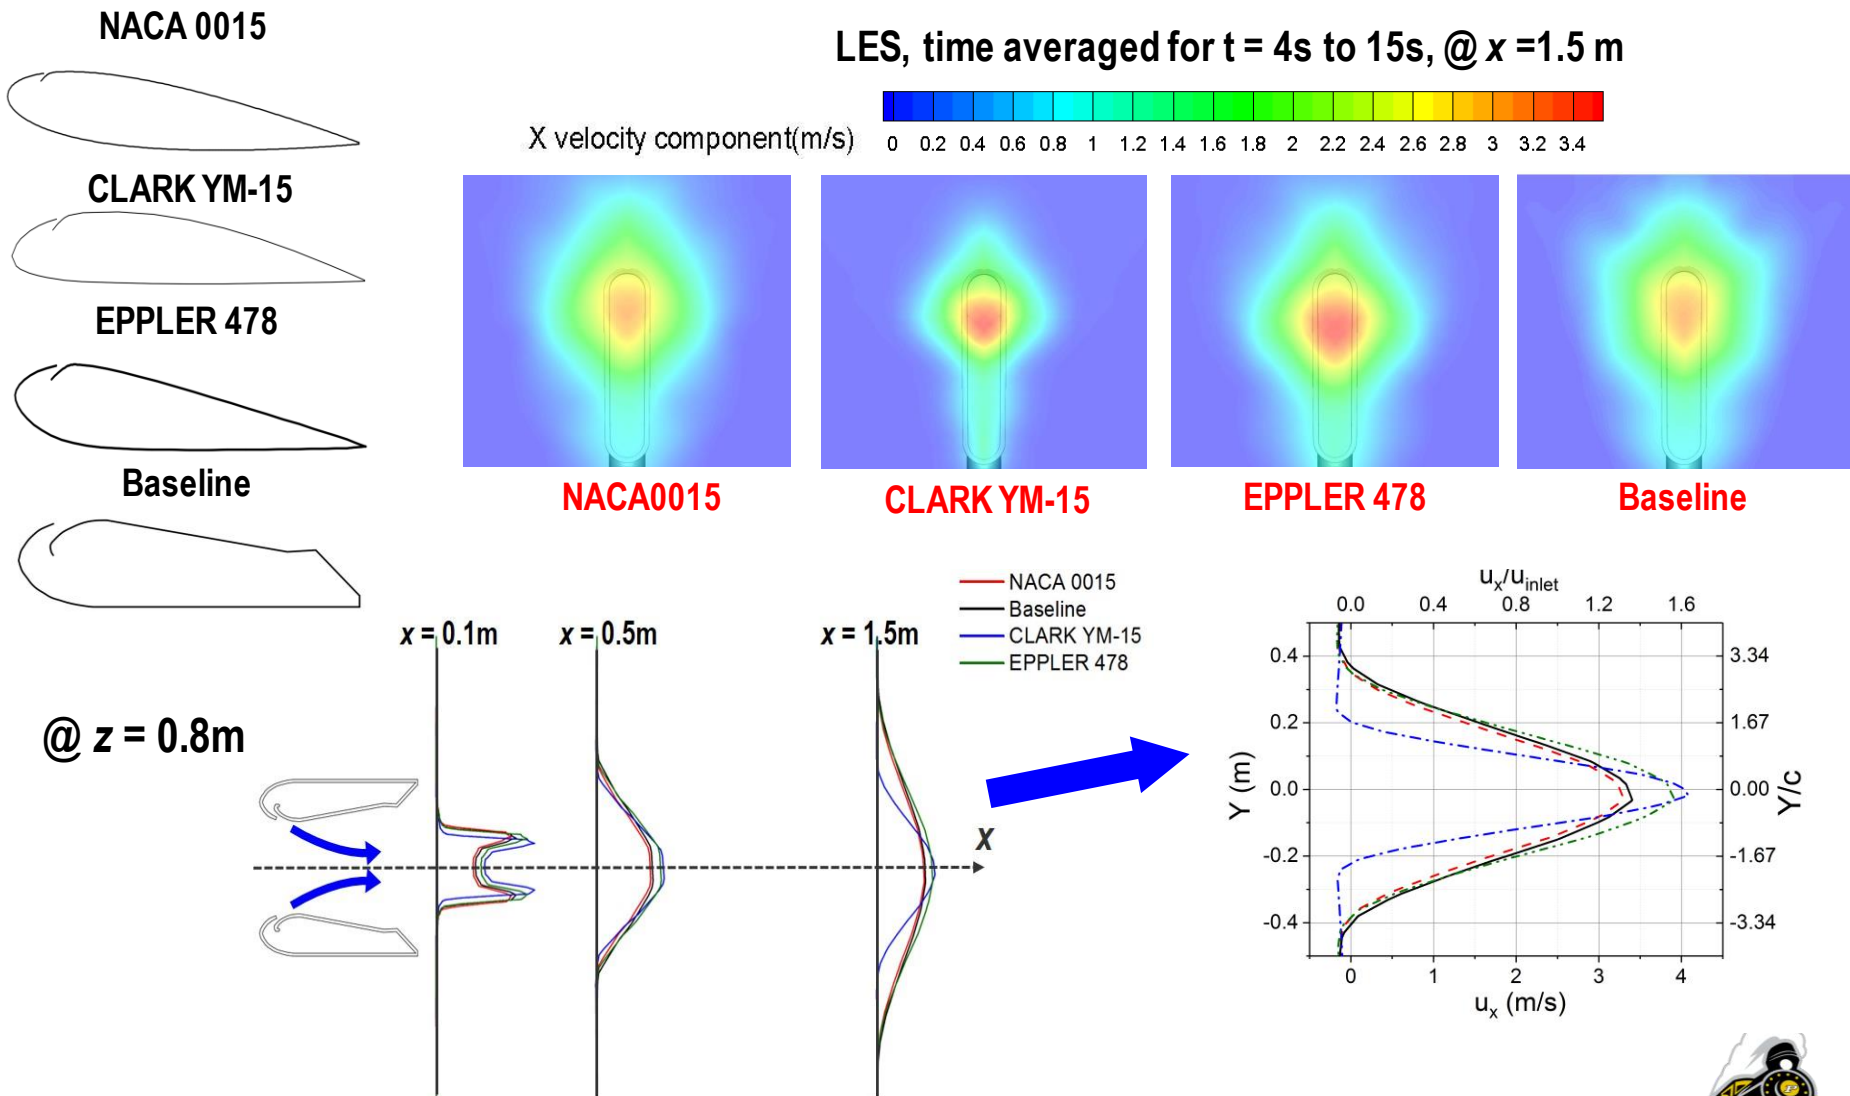 NACA 0015
CLARK YM-15
EPPLER 478
Baseline
LES, time averaged for t = 4s to 15s, @ x =1.5 m
X velocity component(m/s)
0 0.2 0.4 0.6 0.8 1 1.2 1.4 1.6 1.8 2 2.2 2.4 2.6 2.8 3 3.2 3.4
NACA0015
CLARK YM-15
EPPLER 478
Baseline
@ z = 0.8m
x = 0.1m
x = 0.5m
x = 1.5m
x
NACA 0015
Baseline
CLARK YM-15
EPPLER 478
uₓ/u_inlet
0.0 0.4 0.8 1.2 1.6
Y (m)
0.4
0.2
0.0
-0.2
-0.4
3.34
1.67
0.00
-1.67
-3.34
Y/c
0 1 2 3 4
uₓ (m/s)
P